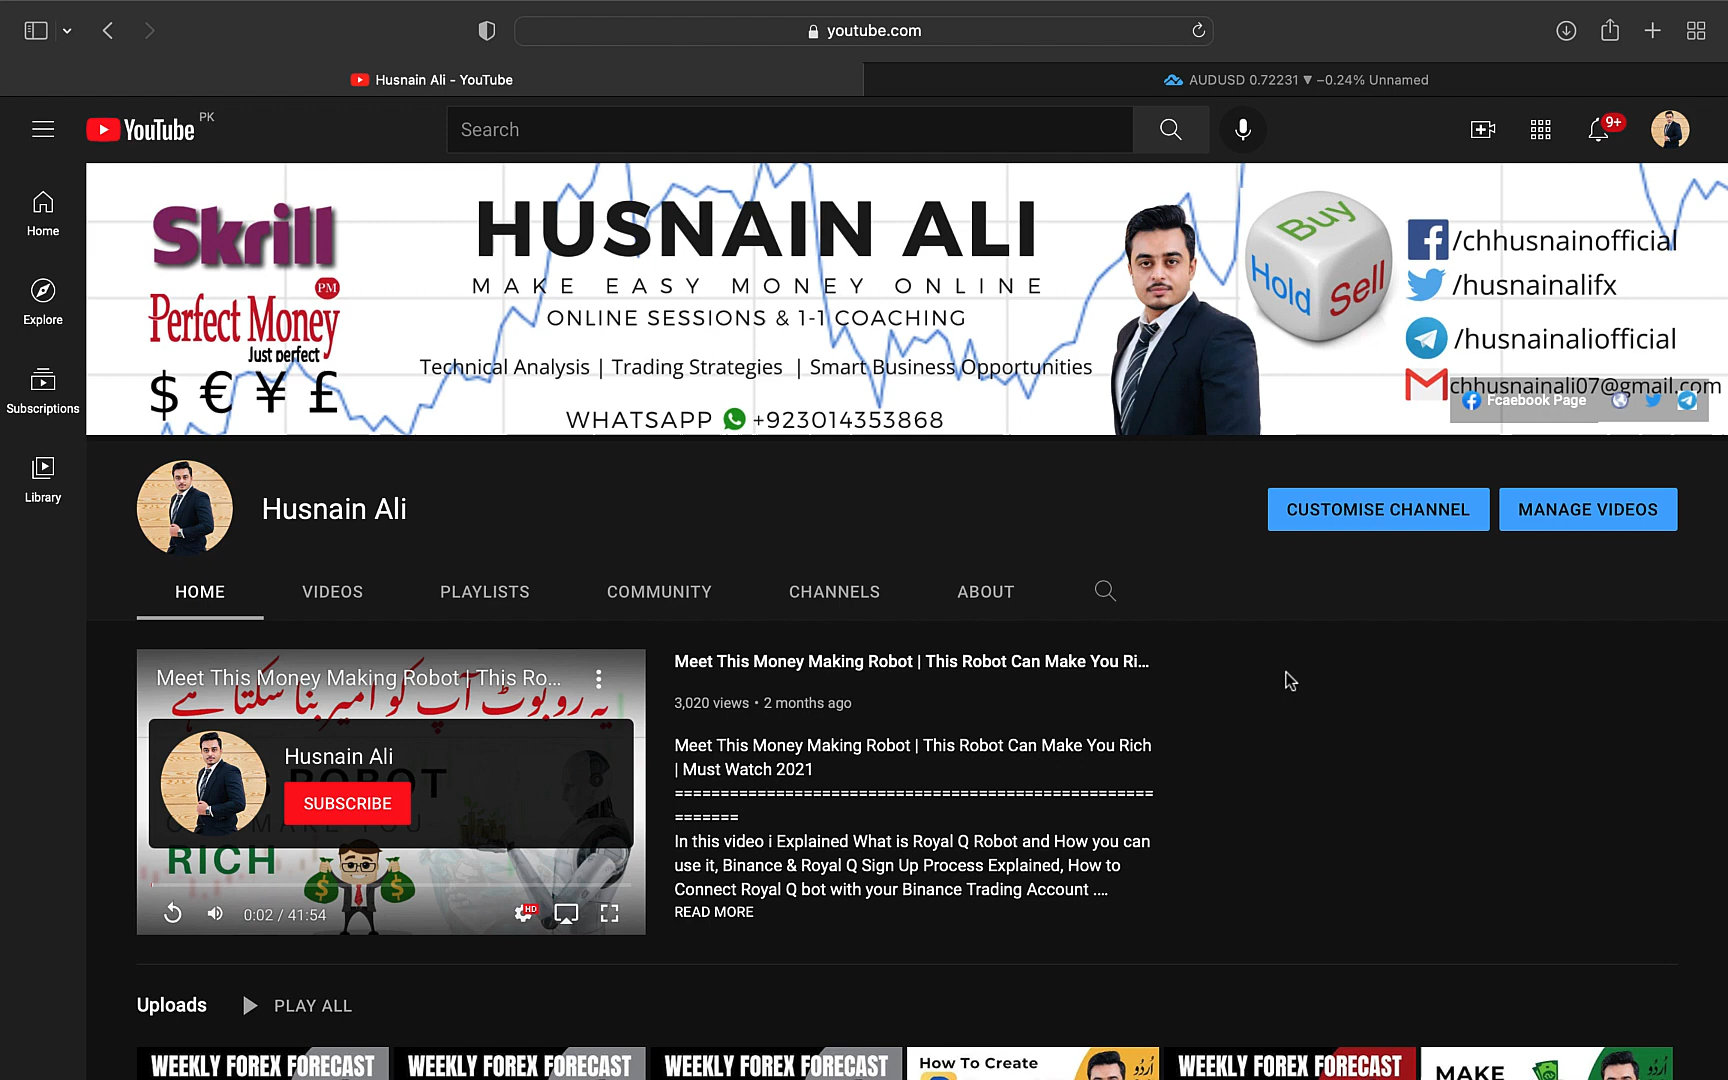 youtube.com
Husnain Ali - YouTube
AUDUSD 0.72231 ▼ −0.24% Unnamed
YouTube PK
Search
9+
Home
Explore
Subscriptions
Library
Skrill
PM
Perfect Money
Just perfect
$ € ¥ £
HUSNAIN ALI
MAKE EASY MONEY ONLINE
ONLINE SESSIONS & 1-1 COACHING
Technical Analysis | Trading Strategies | Smart Business Opportunities
WHATSAPP +923014353868
Buy
Hold
Sell
/chhusnainofficial
/husnainalifx
/husnainaliofficial
chhusnainali07@gmail.com
Fcaebook Page
Husnain Ali
CUSTOMISE CHANNEL
MANAGE VIDEOS
HOME
VIDEOS
PLAYLISTS
COMMUNITY
CHANNELS
ABOUT
Meet This Money Making Robot | This Ro...
یہ روبوٹ آپ کو امیر بنا سکتا ہے
Husnain Ali
SUBSCRIBE
RICH
0:02 / 41:54
HD
Meet This Money Making Robot | This Robot Can Make You Ri...
3,020 views • 2 months ago
Meet This Money Making Robot | This Robot Can Make You Rich
| Must Watch 2021
====================================================
=======
In this video i Explained What is Royal Q Robot and How you can
use it, Binance & Royal Q Sign Up Process Explained, How to
Connect Royal Q bot with your Binance Trading Account ....
READ MORE
Uploads
PLAY ALL
WEEKLY FOREX FORECAST
WEEKLY FOREX FORECAST
WEEKLY FOREX FORECAST
How To Create
اُردُو
WEEKLY FOREX FORECAST
MAKE
اُردُو